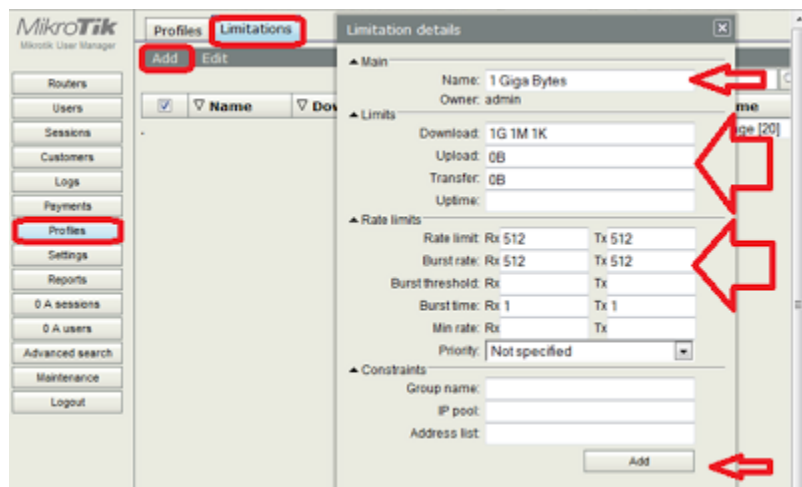 MikroTik
Mikrotik User Manager
Routers
Users
Sessions
Customers
Logs
Payments
Profiles
Settings
Reports
0 A sessions
0 A users
Advanced search
Maintenance
Logout
Profiles Limitations
Add Edit
Name
Limitation details
Main
Name: 1 Giga Bytes
Owner: admin
Limits
Download: 1G 1M 1K
Upload: 0B
Transfer: 0B
Uptime:
Rate limits
Rate limit: Rx 512 Tx 512
Burst rate: Rx 512 Tx 512
Burst threshold: Rx Tx
Burst time: Rx 1 Tx 1
Min rate: Rx Tx
Priority: Not specified
Constraints
Group name:
IP pool:
Address list:
Add